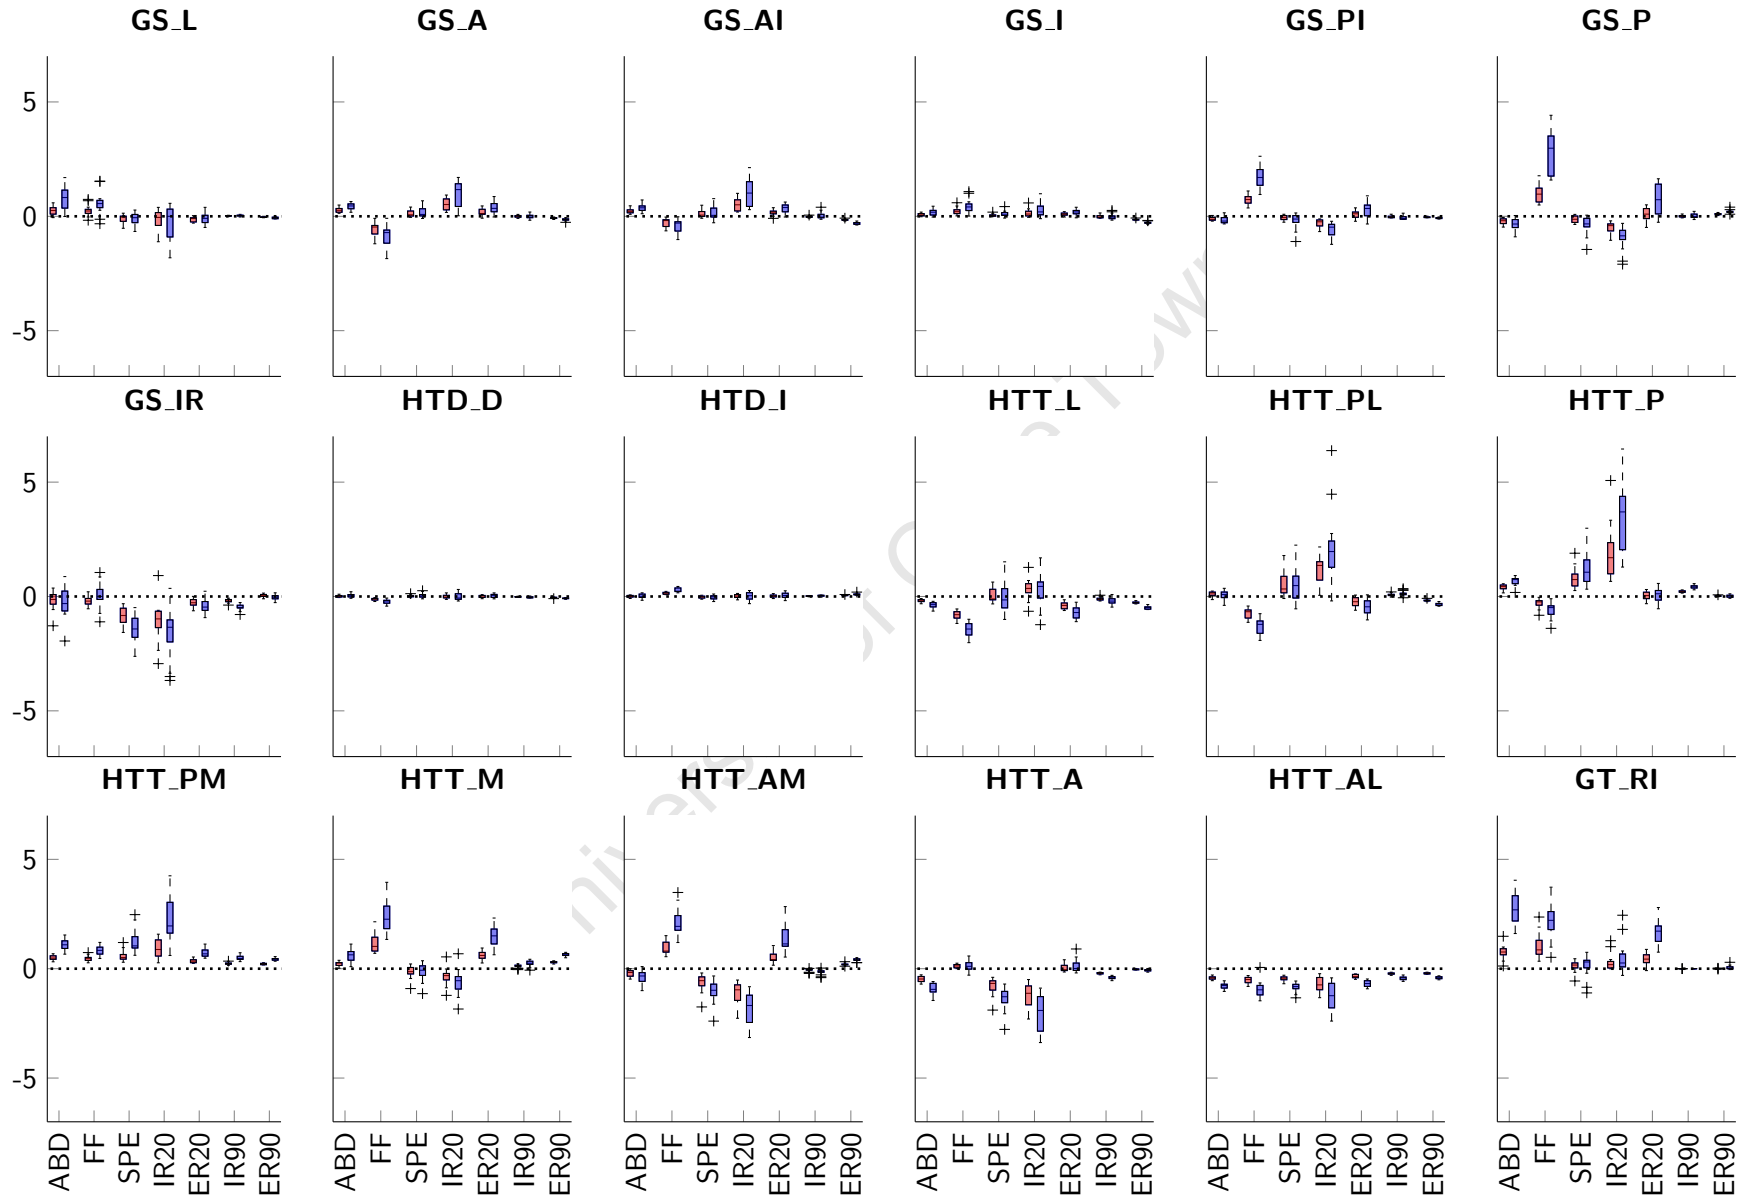 GS_L GS_A GS_AI GS_I GS_PI GS_P
5
0
-5
GS_IR HTD_D HTD_I HTT_L HTT_PL HTT_P
5
0
-5
HTT_PM HTT_M HTT_AM HTT_A HTT_AL GT_RI
5
0
-5
ABD FF SPE IR20 ER20 IR90 ER90 ABD FF SPE IR20 ER20 IR90 ER90 ABD FF SPE IR20 ER20 IR90 ER90 ABD FF SPE IR20 ER20 IR90 ER90 ABD FF SPE IR20 ER20 IR90 ER90 ABD FF SPE IR20 ER20 IR90 ER90